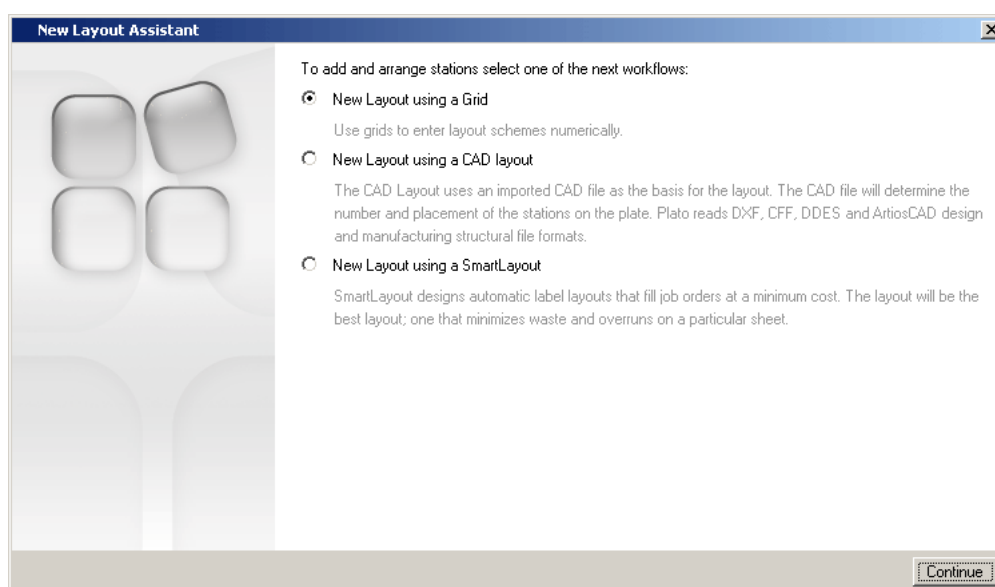 New Layout Assistant
To add and arrange stations select one of the next workflows:
New Layout using a Grid
Use grids to enter layout schemes numerically.
New Layout using a CAD layout
The CAD Layout uses an imported CAD file as the basis for the layout. The CAD file will determine the
number and placement of the stations on the plate. Plato reads DXF, CFF, DDES and ArtiosCAD design
and manufacturing structural file formats.
New Layout using a SmartLayout
SmartLayout designs automatic label layouts that fill job orders at a minimum cost. The layout will be the
best layout; one that minimizes waste and overruns on a particular sheet.
Continue